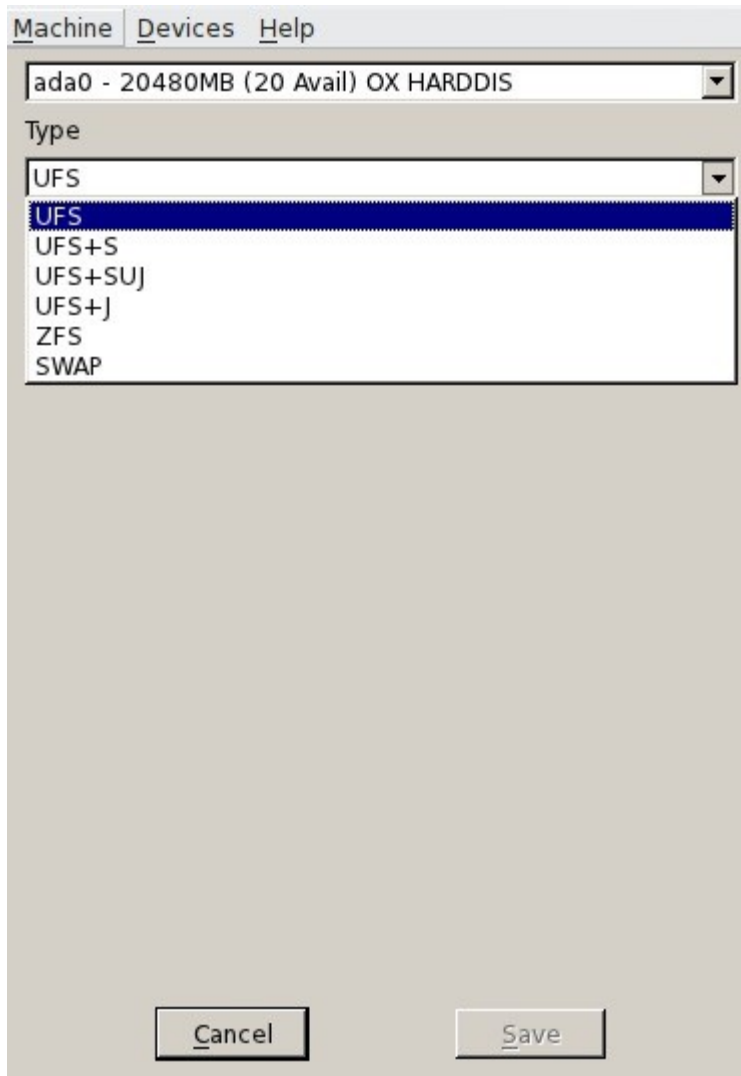 Machine Devices Help
ada0 - 20480MB (20 Avail) OX HARDDIS
Type
UFS
UFS
UFS+S
UFS+SUJ
UFS+J
ZFS
SWAP
Cancel Save